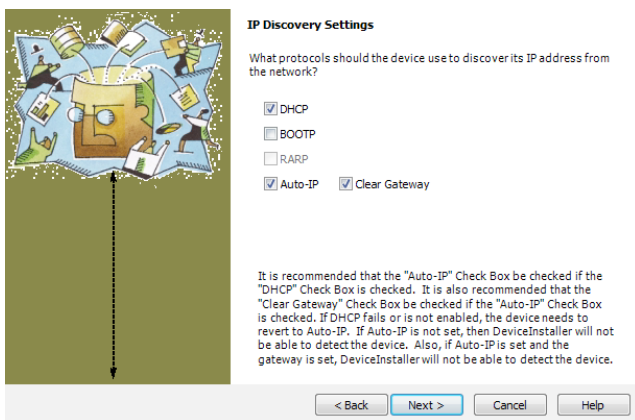 IP Discovery Settings
What protocols should the device use to discover its IP address from
the network?
DHCP
BOOTP
RARP
Auto-IP Clear Gateway
It is recommended that the "Auto-IP" Check Box be checked if the
"DHCP" Check Box is checked. It is also recommended that the
"Clear Gateway" Check Box be checked if the "Auto-IP" Check Box
is checked. If DHCP fails or is not enabled, the device needs to
revert to Auto-IP. If Auto-IP is not set, then DeviceInstaller will not
be able to detect the device. Also, if Auto-IP is set and the
gateway is set, DeviceInstaller will not be able to detect the device.
< Back Next > Cancel Help